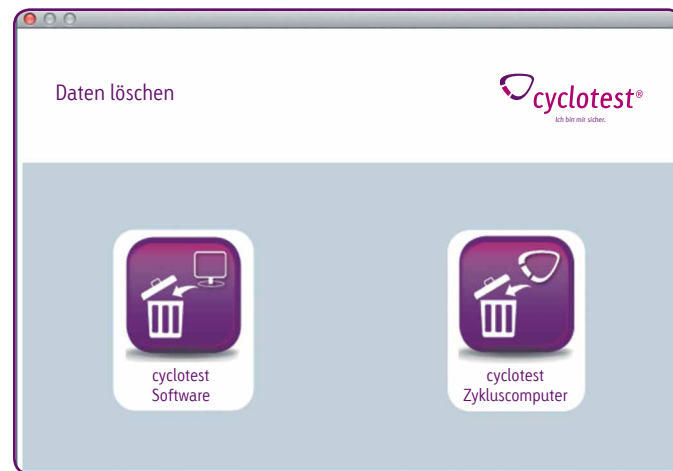 Daten löschen
cyclotest®
Ich bin mir sicher.
cyclotest
Software
cyclotest
Zykluscomputer